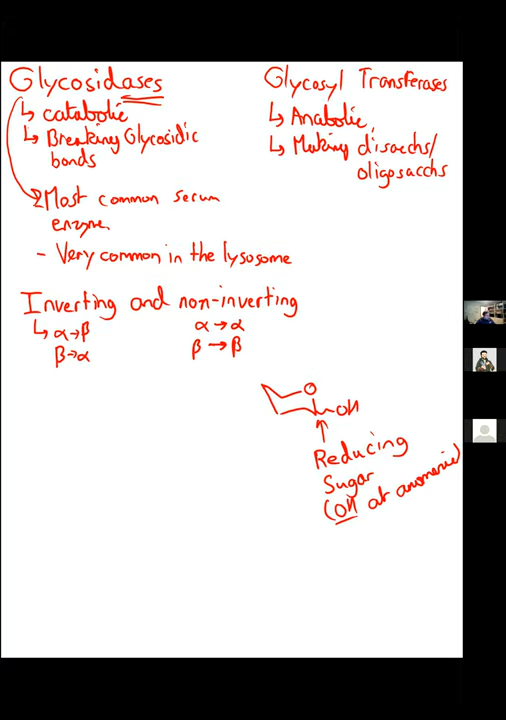 Glycosidases
↳ catabolic
↳ Breaking Glycosidic
bonds
Most common serum
enzyme
- Very common in the lysosome
Glycosyl Transferases
↳ Anabolic
↳ Making disacchs/
oligosacchs
Inverting and non-inverting
↳ α→β
β→α
α→α
β→β
O
OH
Reducing
Sugar
(OH at anomeric)